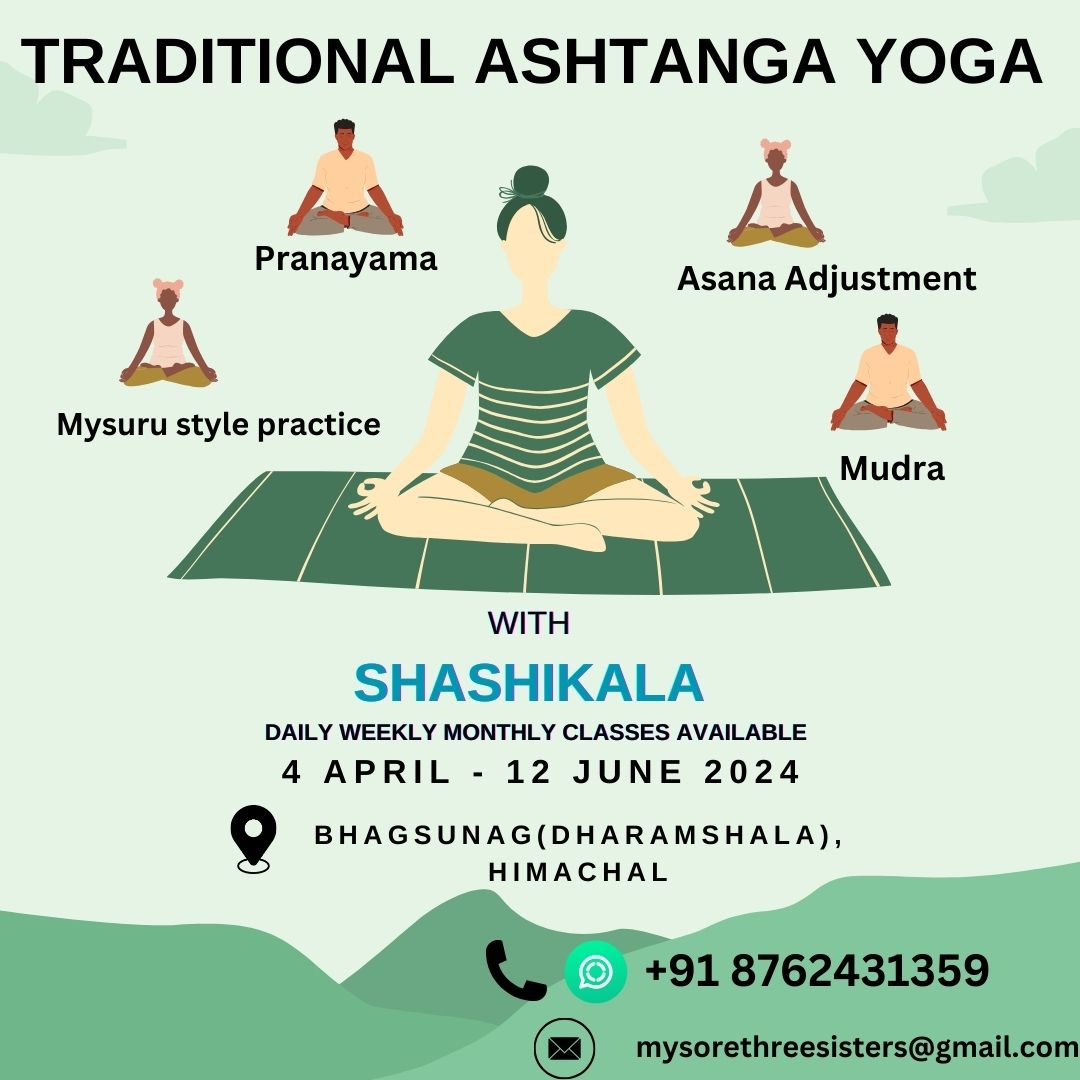 TRADITIONAL ASHTANGA YOGA
Pranayama
Asana Adjustment
Mysuru style practice
Mudra
WITH
SHASHIKALA
DAILY WEEKLY MONTHLY CLASSES AVAILABLE
4 APRIL - 12 JUNE 2024
BHAGSUNAG(DHARAMSHALA),
HIMACHAL
+91 8762431359
mysorethreesisters@gmail.com